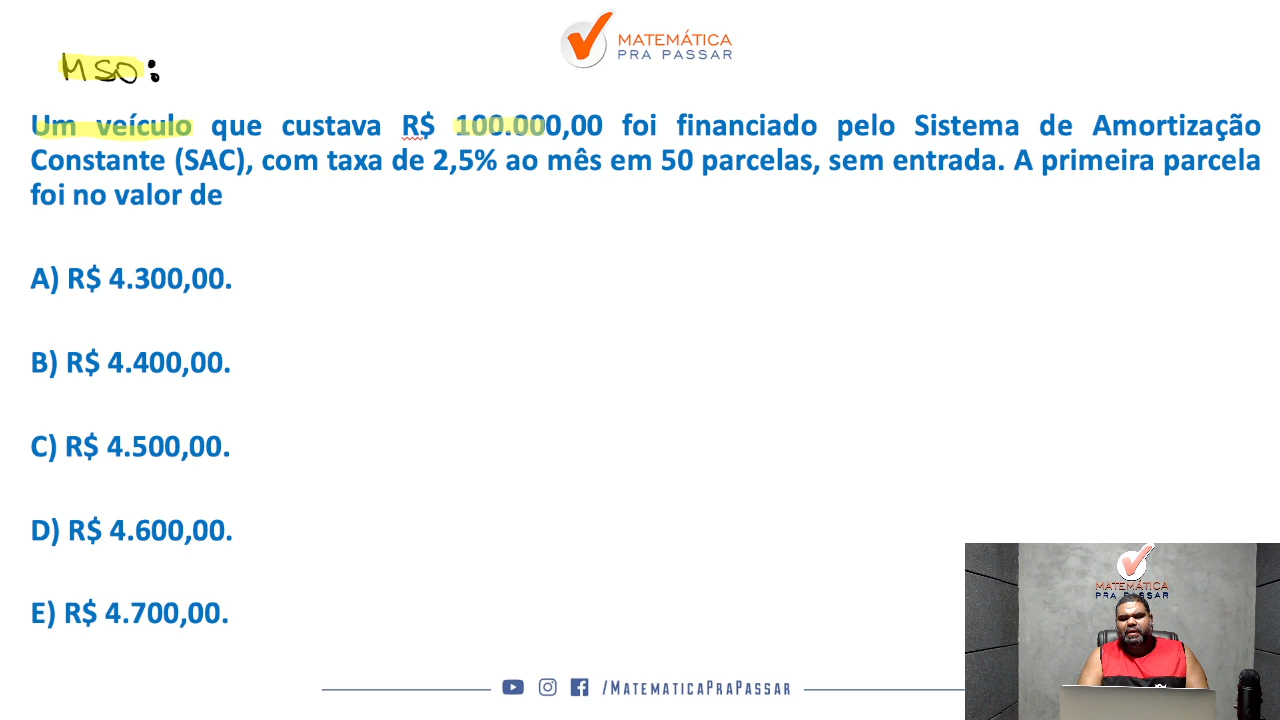 MATEMÁTICA
PRA PASSAR
MSO:
Um veículo que custava R$ 100.000,00 foi financiado pelo Sistema de Amortização
Constante (SAC), com taxa de 2,5% ao mês em 50 parcelas, sem entrada. A primeira parcela
foi no valor de
A) R$ 4.300,00.
B) R$ 4.400,00.
C) R$ 4.500,00.
D) R$ 4.600,00.
E) R$ 4.700,00.
MATEMÁTICA
PRA PASSAR
/MATEMATICAPRAPASSAR